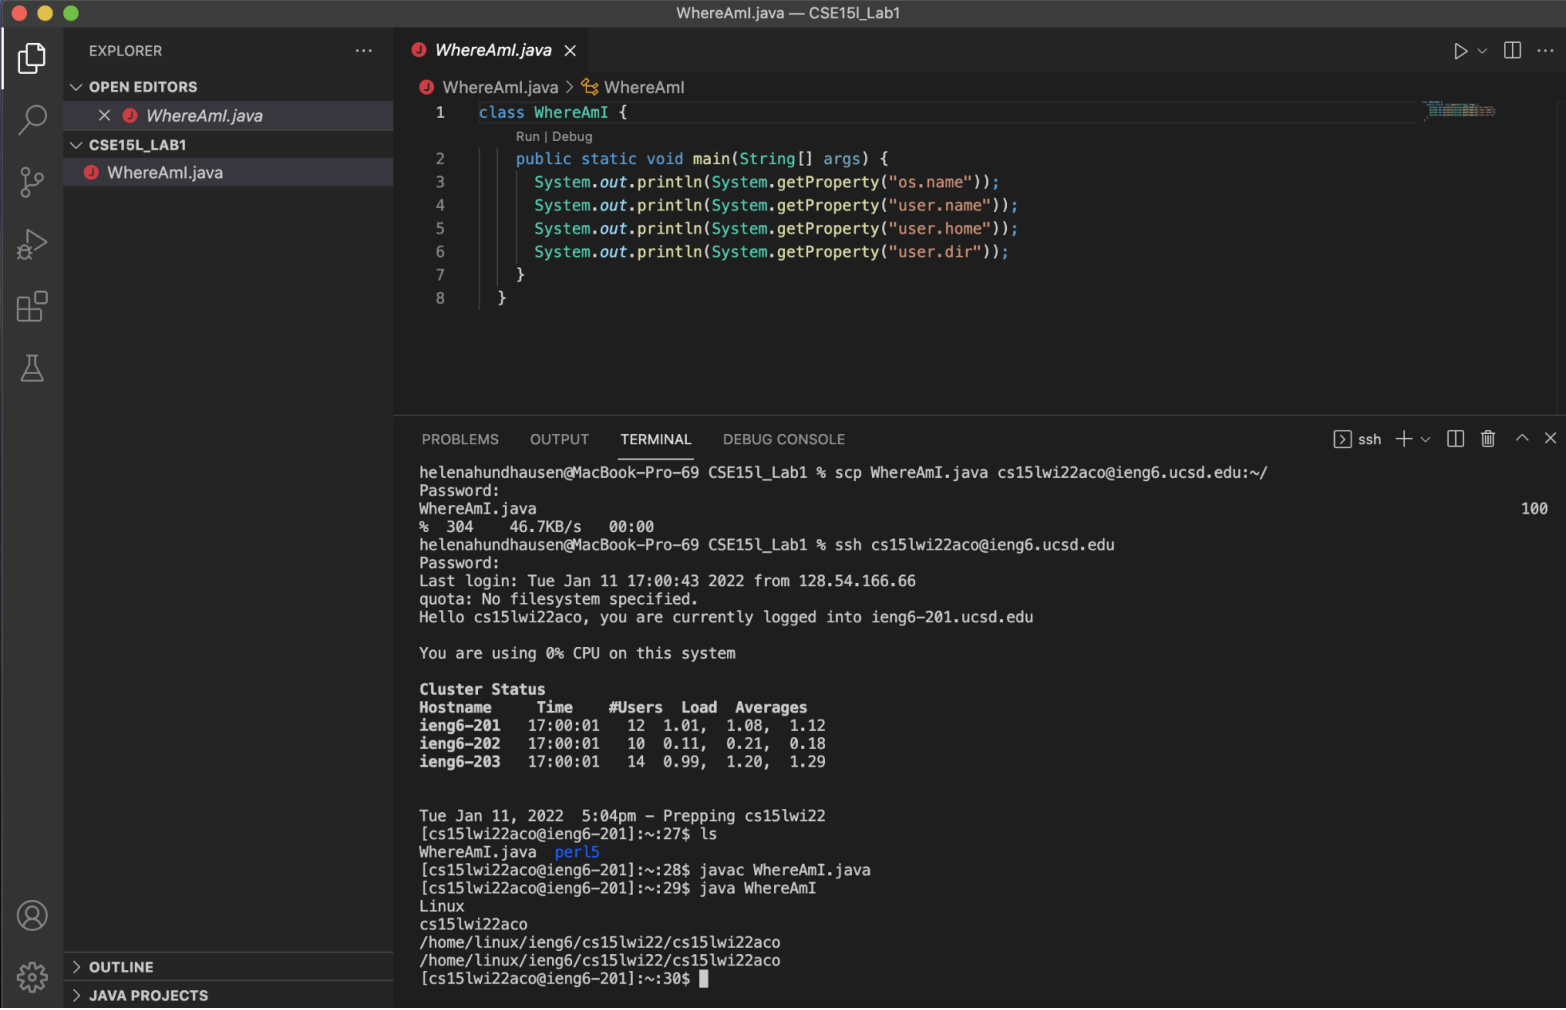 WhereAmI.java — CSE15l_Lab1
EXPLORER
OPEN EDITORS
WhereAmI.java
CSE15L_LAB1
WhereAmI.java
OUTLINE
JAVA PROJECTS
WhereAmI.java
WhereAmI.java > WhereAmI
1 class WhereAmI {
Run | Debug
2 public static void main(String[] args) {
3 System.out.println(System.getProperty("os.name"));
4 System.out.println(System.getProperty("user.name"));
5 System.out.println(System.getProperty("user.home"));
6 System.out.println(System.getProperty("user.dir"));
7 }
8 }
PROBLEMS OUTPUT TERMINAL DEBUG CONSOLE ssh
helenahundhausen@MacBook-Pro-69 CSE15l_Lab1 % scp WhereAmI.java cs15lwi22aco@ieng6.ucsd.edu:~/
Password:
WhereAmI.java 100
% 304 46.7KB/s 00:00
helenahundhausen@MacBook-Pro-69 CSE15l_Lab1 % ssh cs15lwi22aco@ieng6.ucsd.edu
Password:
Last login: Tue Jan 11 17:00:43 2022 from 128.54.166.66
quota: No filesystem specified.
Hello cs15lwi22aco, you are currently logged into ieng6-201.ucsd.edu
You are using 0% CPU on this system
Cluster Status
Hostname Time #Users Load Averages
ieng6-201 17:00:01 12 1.01, 1.08, 1.12
ieng6-202 17:00:01 10 0.11, 0.21, 0.18
ieng6-203 17:00:01 14 0.99, 1.20, 1.29
Tue Jan 11, 2022 5:04pm - Prepping cs15lwi22
[cs15lwi22aco@ieng6-201]:~:27$ ls
WhereAmI.java perl5
[cs15lwi22aco@ieng6-201]:~:28$ javac WhereAmI.java
[cs15lwi22aco@ieng6-201]:~:29$ java WhereAmI
Linux
cs15lwi22aco
/home/linux/ieng6/cs15lwi22/cs15lwi22aco
/home/linux/ieng6/cs15lwi22/cs15lwi22aco
[cs15lwi22aco@ieng6-201]:~:30$